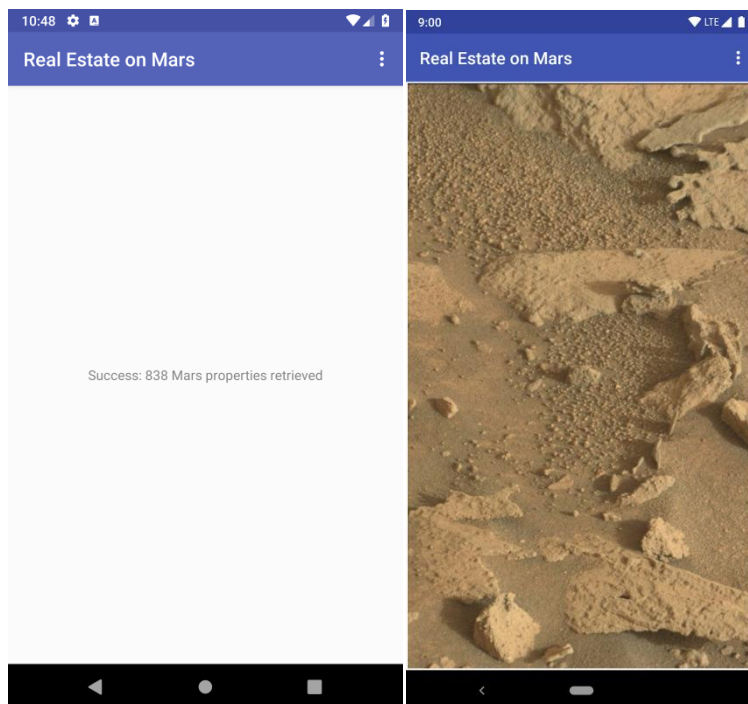 10:48
Real Estate on Mars
Success: 838 Mars properties retrieved
9:00
LTE
Real Estate on Mars